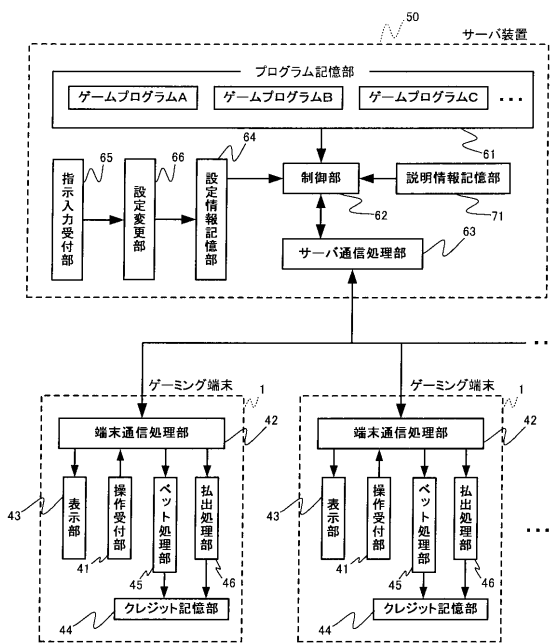 50
サーバ装置
プログラム記憶部
ゲームプログラムA
ゲームプログラムB
ゲームプログラムC
・・・
61
65
指示入力受付部
66
設定変更部
64
設定情報記憶部
制御部
62
説明情報記憶部
71
63
サーバ通信処理部
・・
ゲーミング端末
1
端末通信処理部
42
43
表示部
41
操作受付部
45
ベット処理部
46
払出処理部
44
クレジット記憶部
ゲーミング端末
1
端末通信処理部
42
43
表示部
41
操作受付部
45
ベット処理部
46
払出処理部
44
クレジット記憶部
・・・